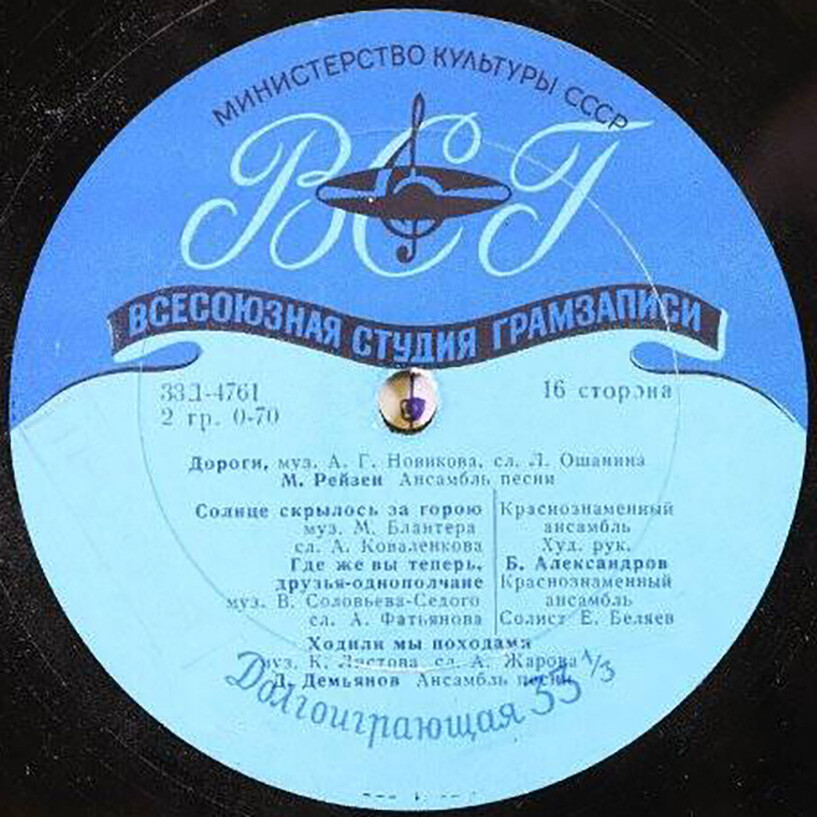 МИНИСТЕРСТВО КУЛЬТУРЫ СССР
ВСГ
ВСЕСОЮЗНАЯ СТУДИЯ ГРАМЗАПИСИ
33Д-4761
16 сторона
2 гр. 0-70
Дороги, муз. А. Г. Новикова, сл. Л. Ошанина
М. Рейзен Ансамбль песни
Солнце скрылось за горою
муз. М. Блантера
сл. А. Коваленкова
Краснознаменный
ансамбль
Худ. рук.
Б. Александров
Где же вы теперь,
друзья-однополчане
муз. В. Соловьева-Седого
сл. А. Фатьянова
Краснознаменный
ансамбль
Солист Е. Беляев
Ходили мы походами
муз. К. Листова, сл. А. Жарова
Д. Демьянов Ансамбль песни
Долгоиграющая 33 1/3